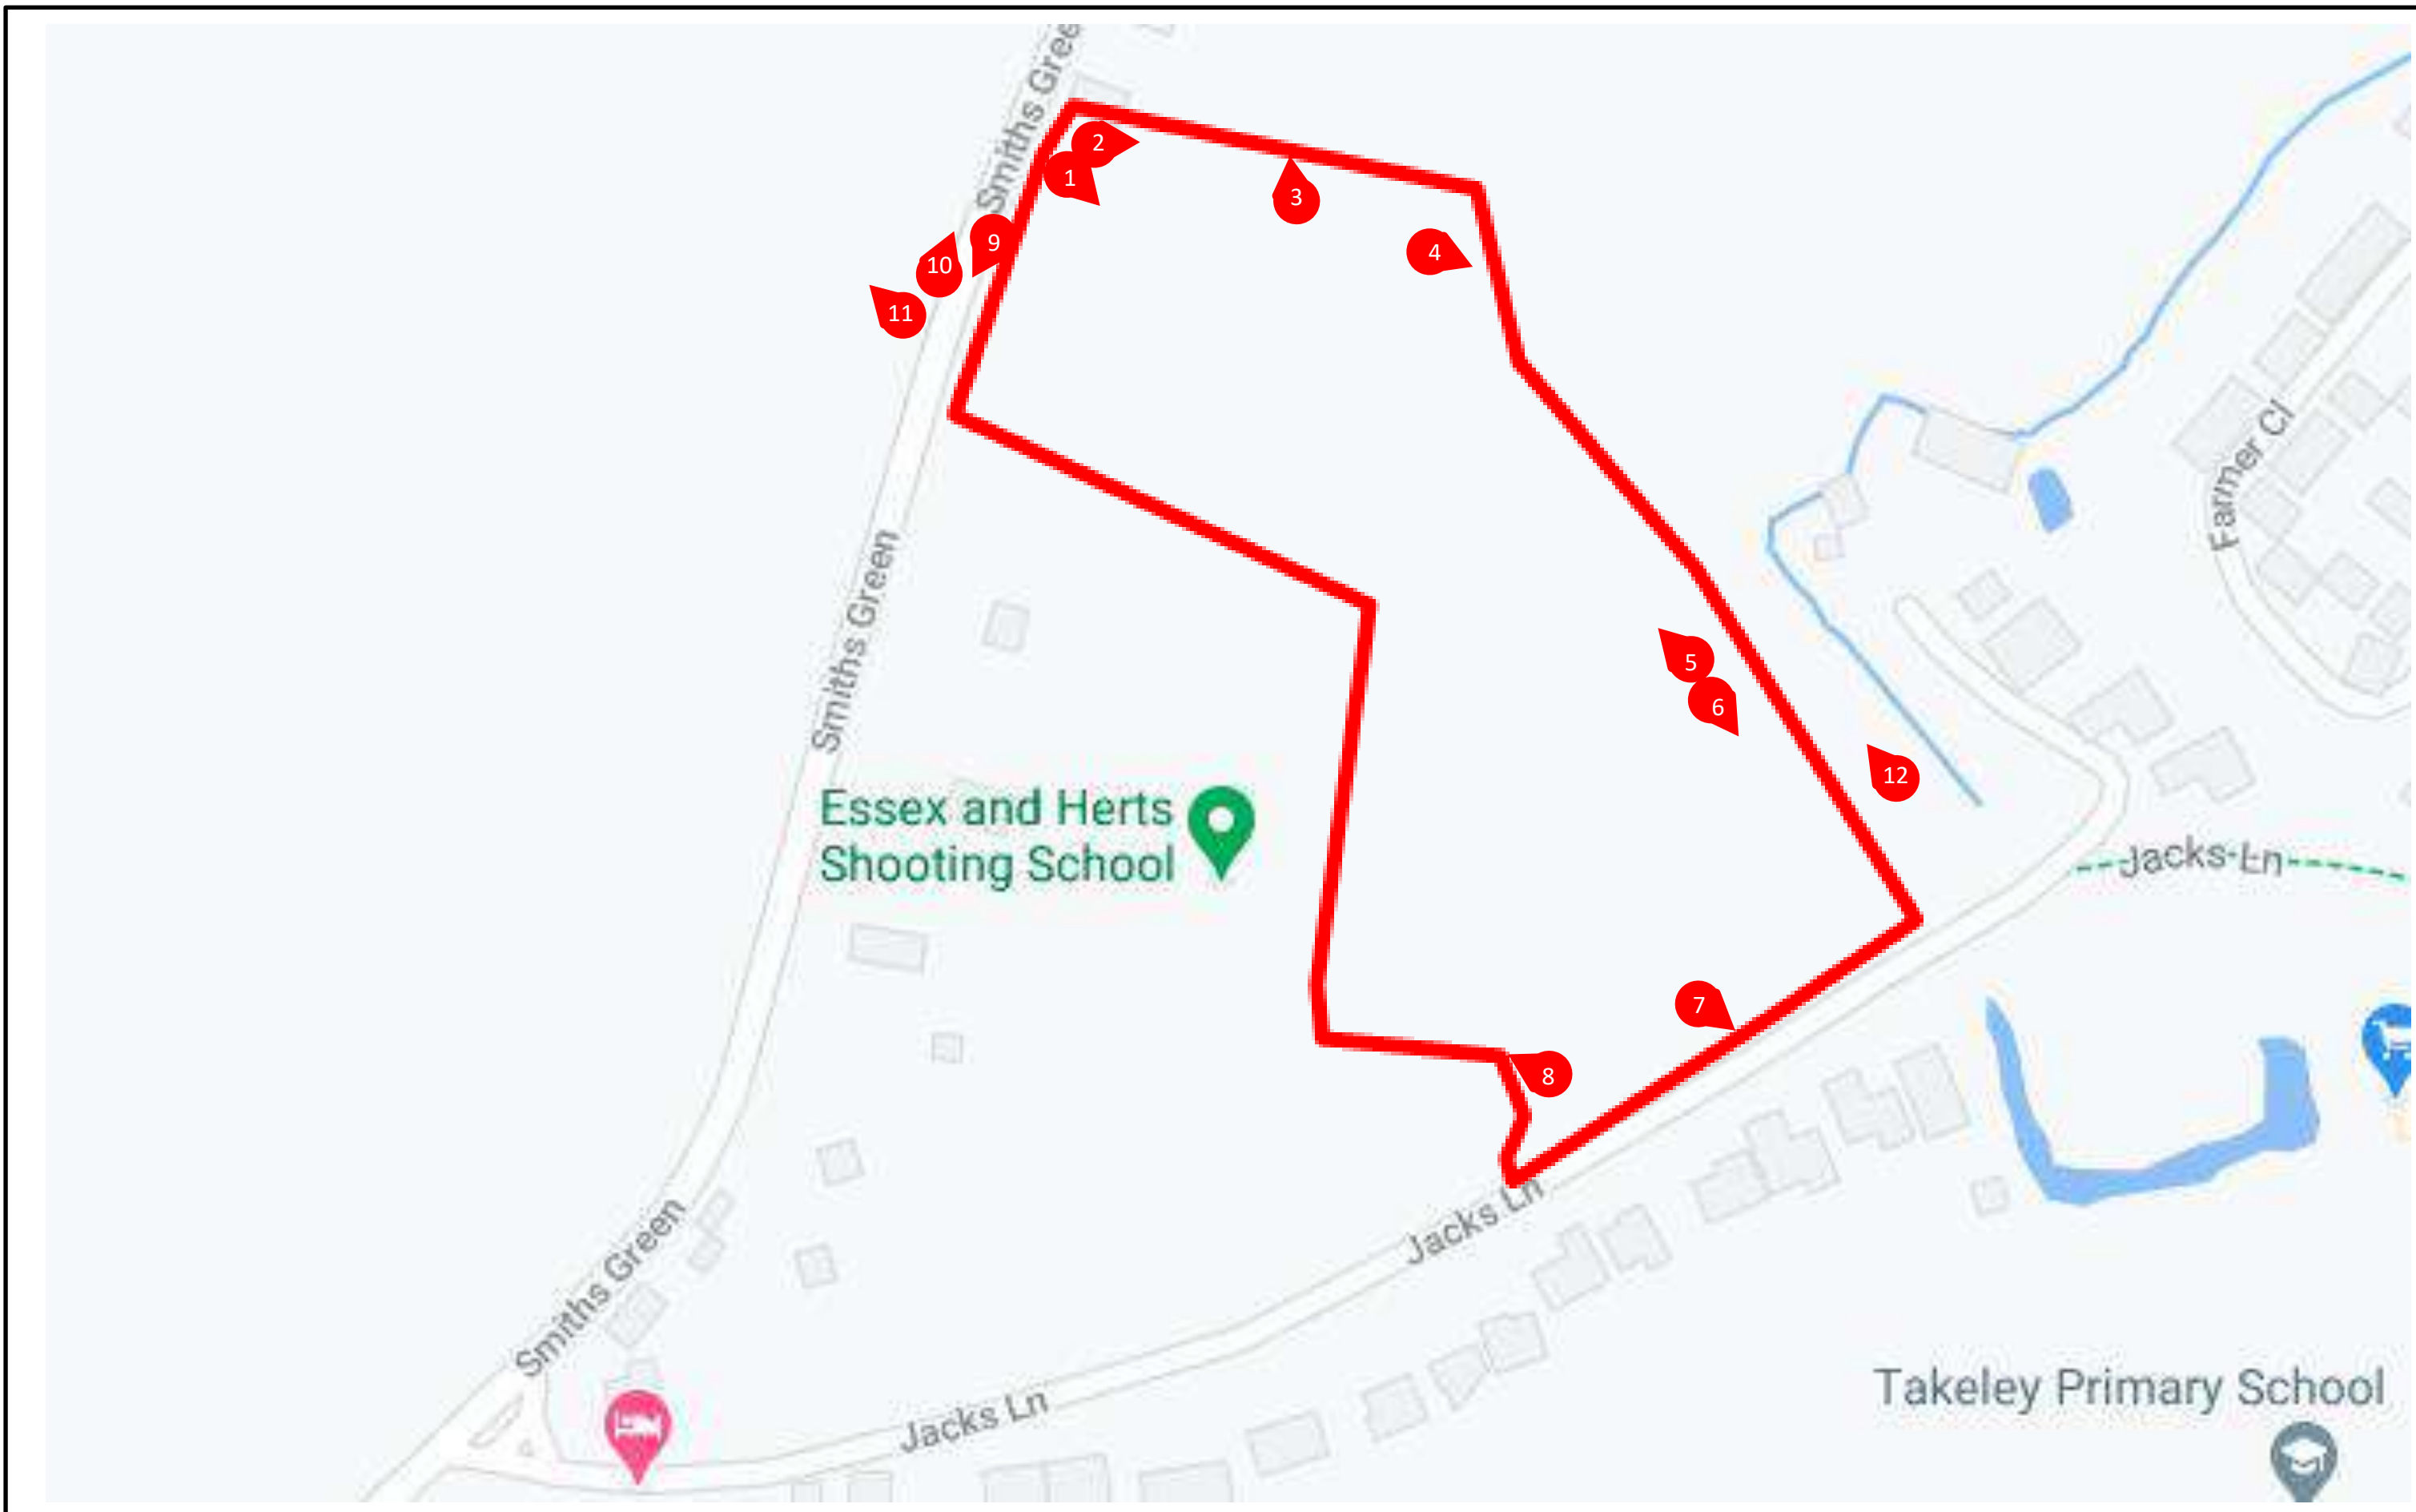 Smiths Gree
2
1
3
9
4
10
11
Farmer Cl
Smiths Green
5
6
12
Essex and Herts
Shooting School
Jacks Ln
7
8
Jacks Ln
Smiths Green
Takeley Primary School
Jacks Ln